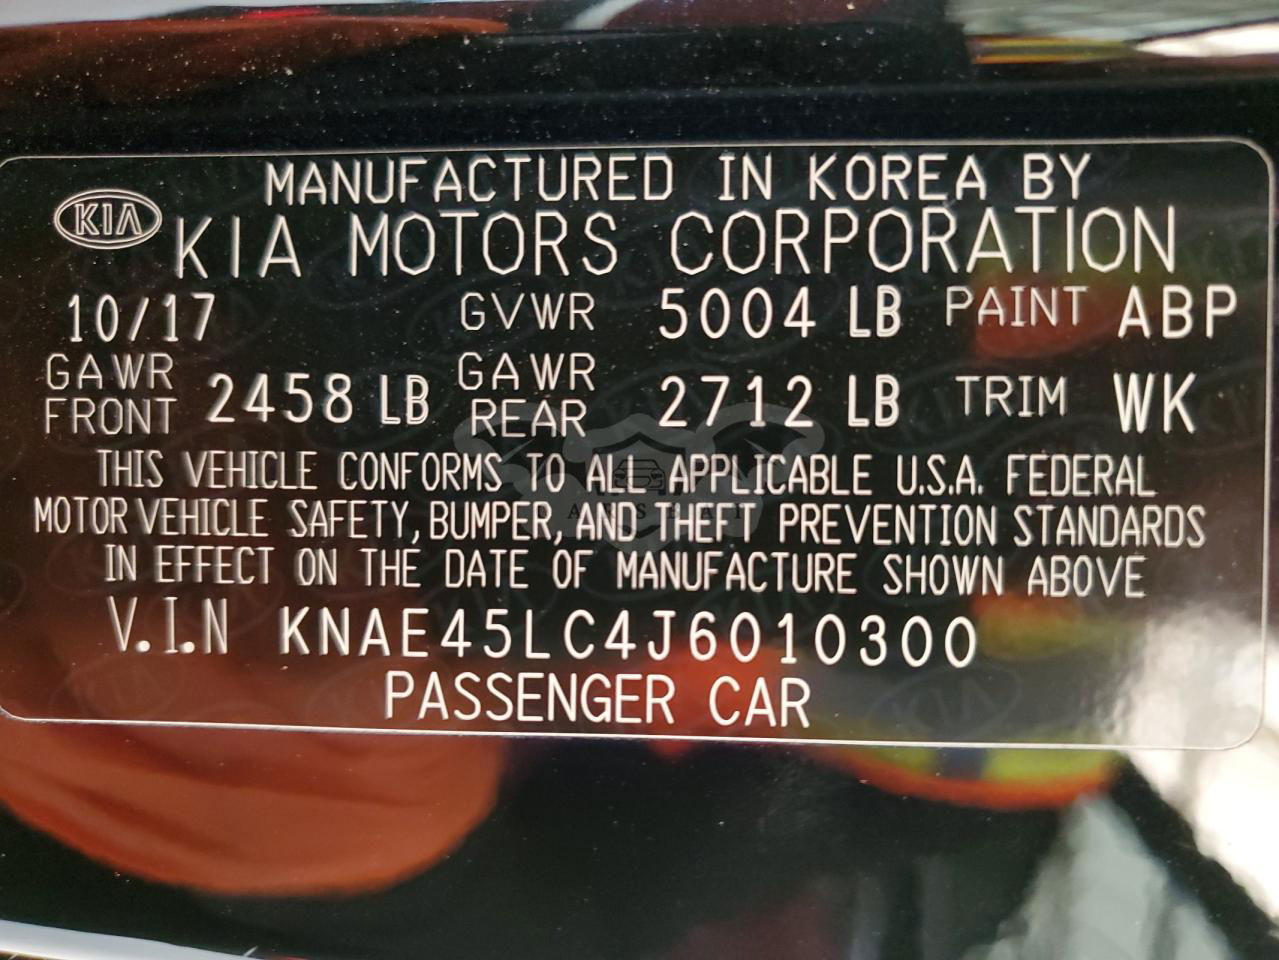 MANUFACTURED IN KOREA BY
KIA
KIA MOTORS CORPORATION
10/17 GVWR 5004 LB PAINT ABP
GAWR FRONT 2458 LB GAWR REAR 2712 LB TRIM WK
THIS VEHICLE CONFORMS TO ALL APPLICABLE U.S.A. FEDERAL
MOTOR VEHICLE SAFETY, BUMPER, AND THEFT PREVENTION STANDARDS
IN EFFECT ON THE DATE OF MANUFACTURE SHOWN ABOVE
V.I.N KNAE45LC4J6010300
PASSENGER CAR